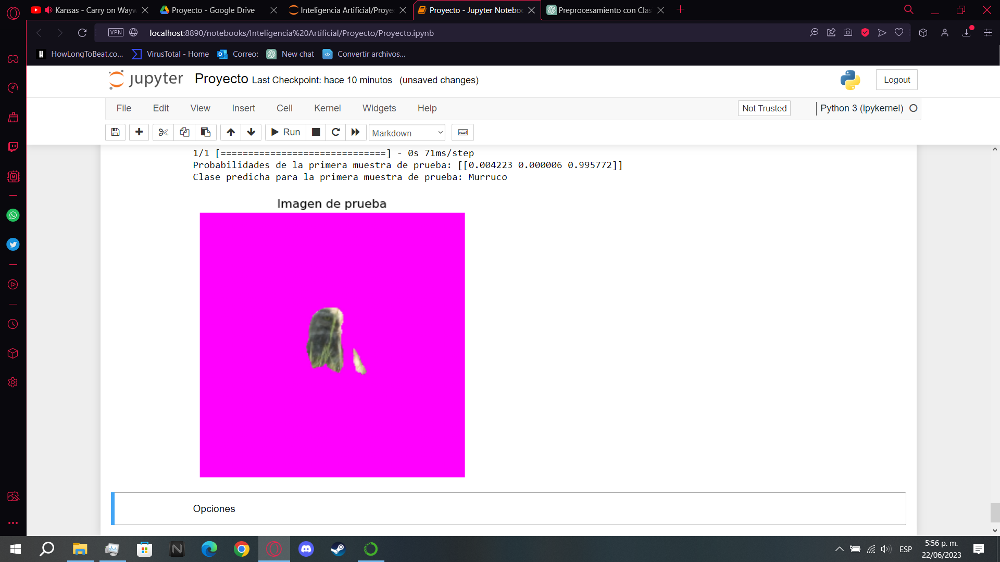 Kansas - Carry on Wayw
Proyecto - Google Drive
Inteligencia Artificial/Proye
Proyecto - Jupyter Noteboo
Preprocesamiento con Clas
VPN
localhost:8890/notebooks/Inteligencia%20Artificial/Proyecto/Proyecto.ipynb
HowLongToBeat.co...
VirusTotal - Home
Correo:
New chat
Convertir archivos...
jupyter Proyecto Last Checkpoint: hace 10 minutos (unsaved changes)
Logout
File Edit View Insert Cell Kernel Widgets Help
Not Trusted
Python 3 (ipykernel)
Run
Markdown
1/1 [==============================] - 0s 71ms/step
Probabilidades de la primera muestra de prueba: [[0.004223 0.000006 0.995772]]
Clase predicha para la primera muestra de prueba: Murruco
Imagen de prueba
Opciones
ESP
5:56 p. m.
22/06/2023